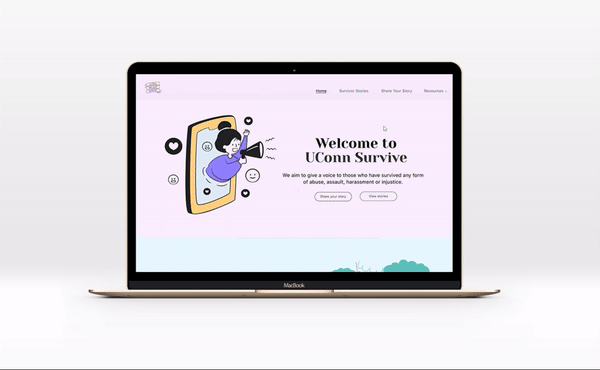 Home Survivor Stories Share Your Story Resources
Welcome to
UConn Survive
We aim to give a voice to those who have survived any form
of abuse, assault, harassment or injustice.
Share your story View stories
MacBook